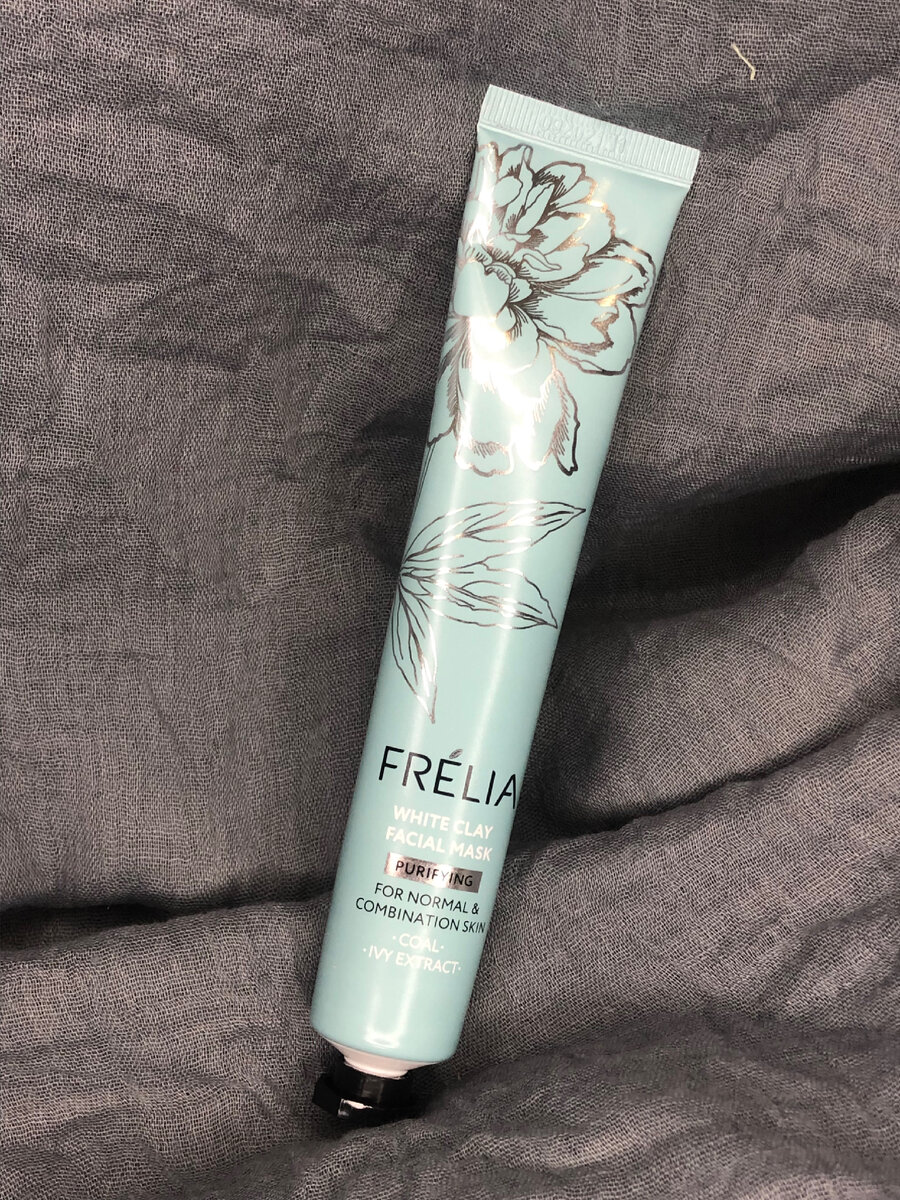 FRÉLIA
WHITE CLAY
FACIAL MASK
PURIFYING
FOR NORMAL &
COMBINATION SKIN
·COAL·
·IVY EXTRACT·